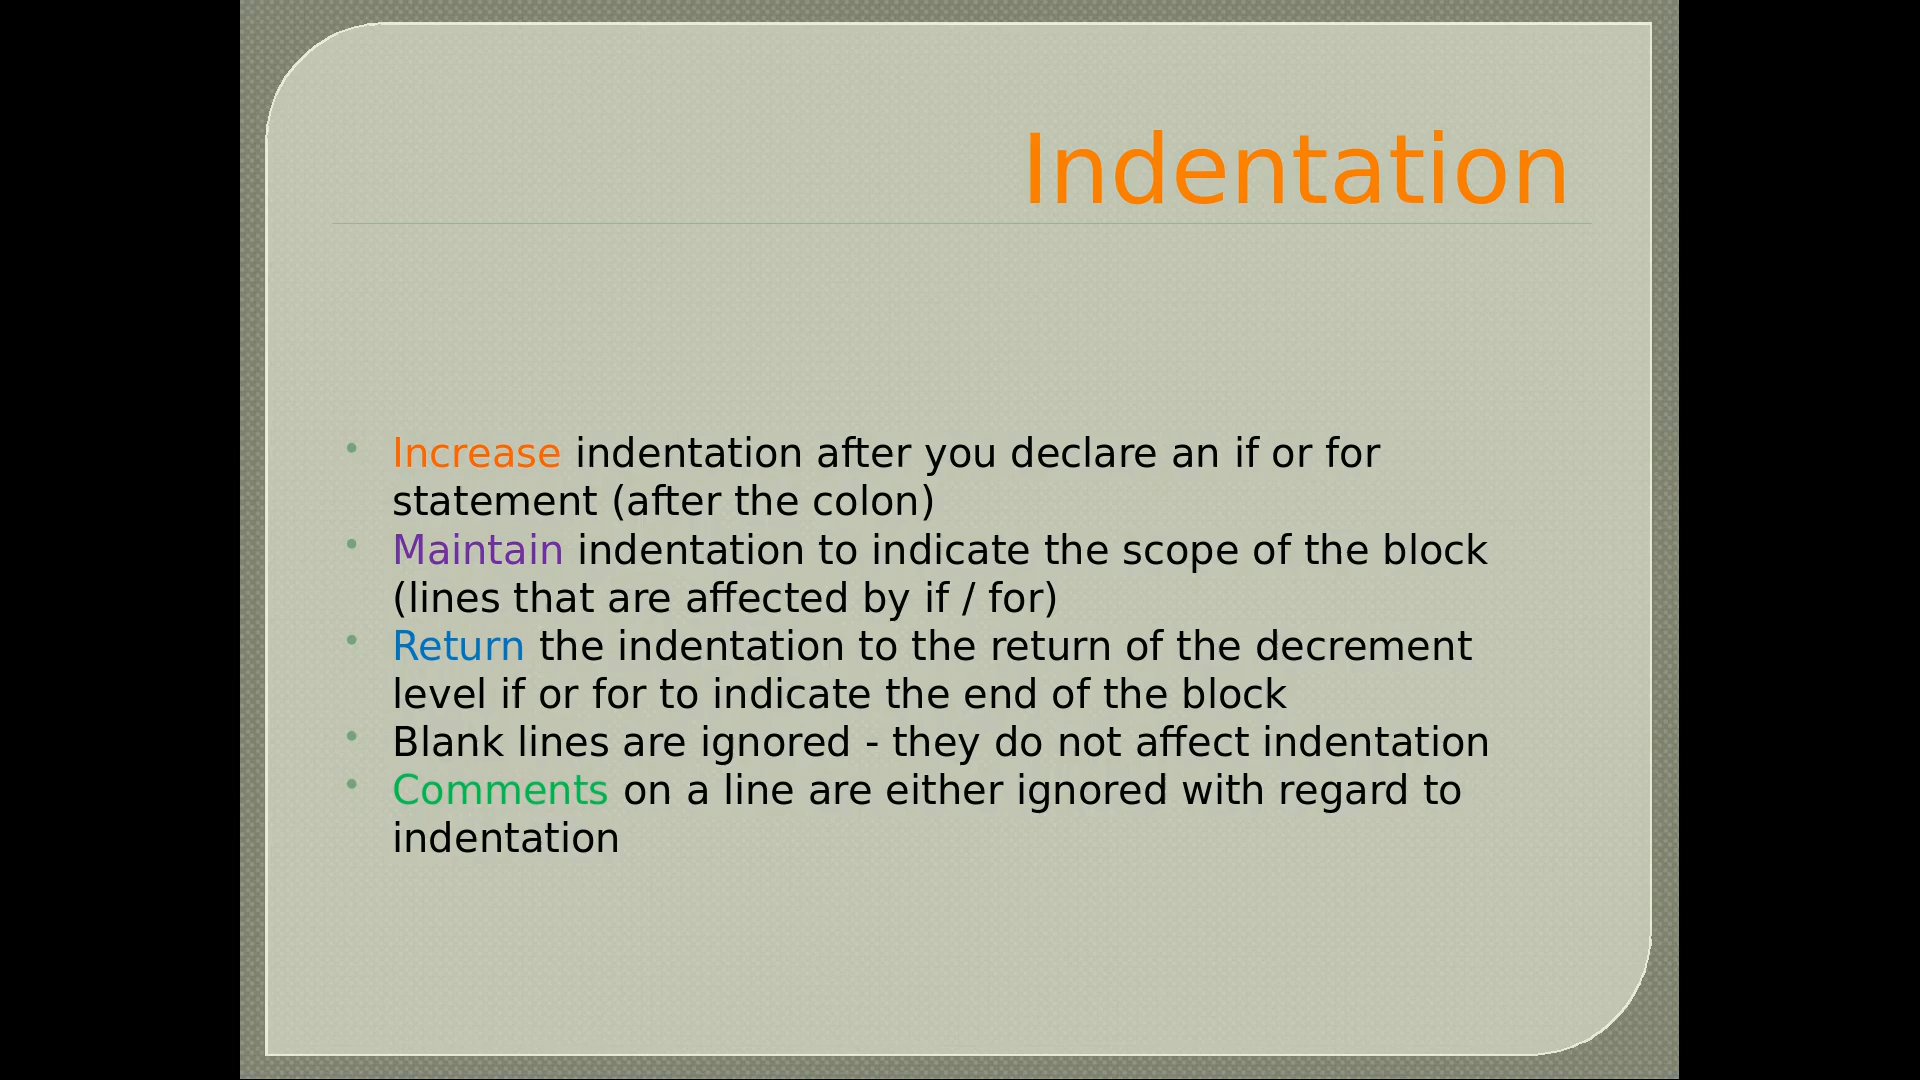 Indentation
Increase indentation after you declare an if or for
statement (after the colon)
Maintain indentation to indicate the scope of the block
(lines that are affected by if / for)
Return the indentation to the return of the decrement
level if or for to indicate the end of the block
Blank lines are ignored - they do not affect indentation
Comments on a line are either ignored with regard to
indentation